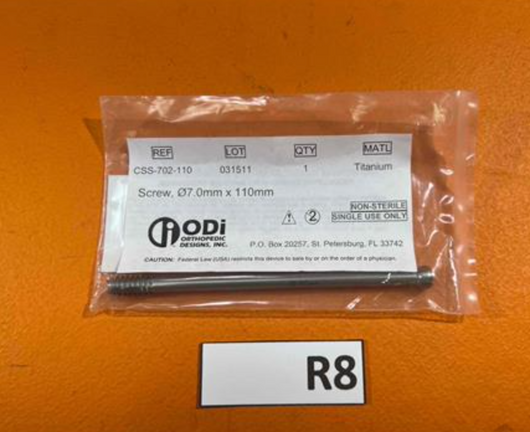 REF LOT QTY MATL
CSS-702-110 031511 1 Titanium
Screw, Ø7.0mm x 110mm
NON-STERILE
SINGLE USE ONLY
2
ODi
ORTHOPEDIC
DESIGNS, INC.
P.O. Box 20257, St. Petersburg, FL 33742
CAUTION: Federal Law (USA) restricts this device to sale by or on the order of a physician.
R8